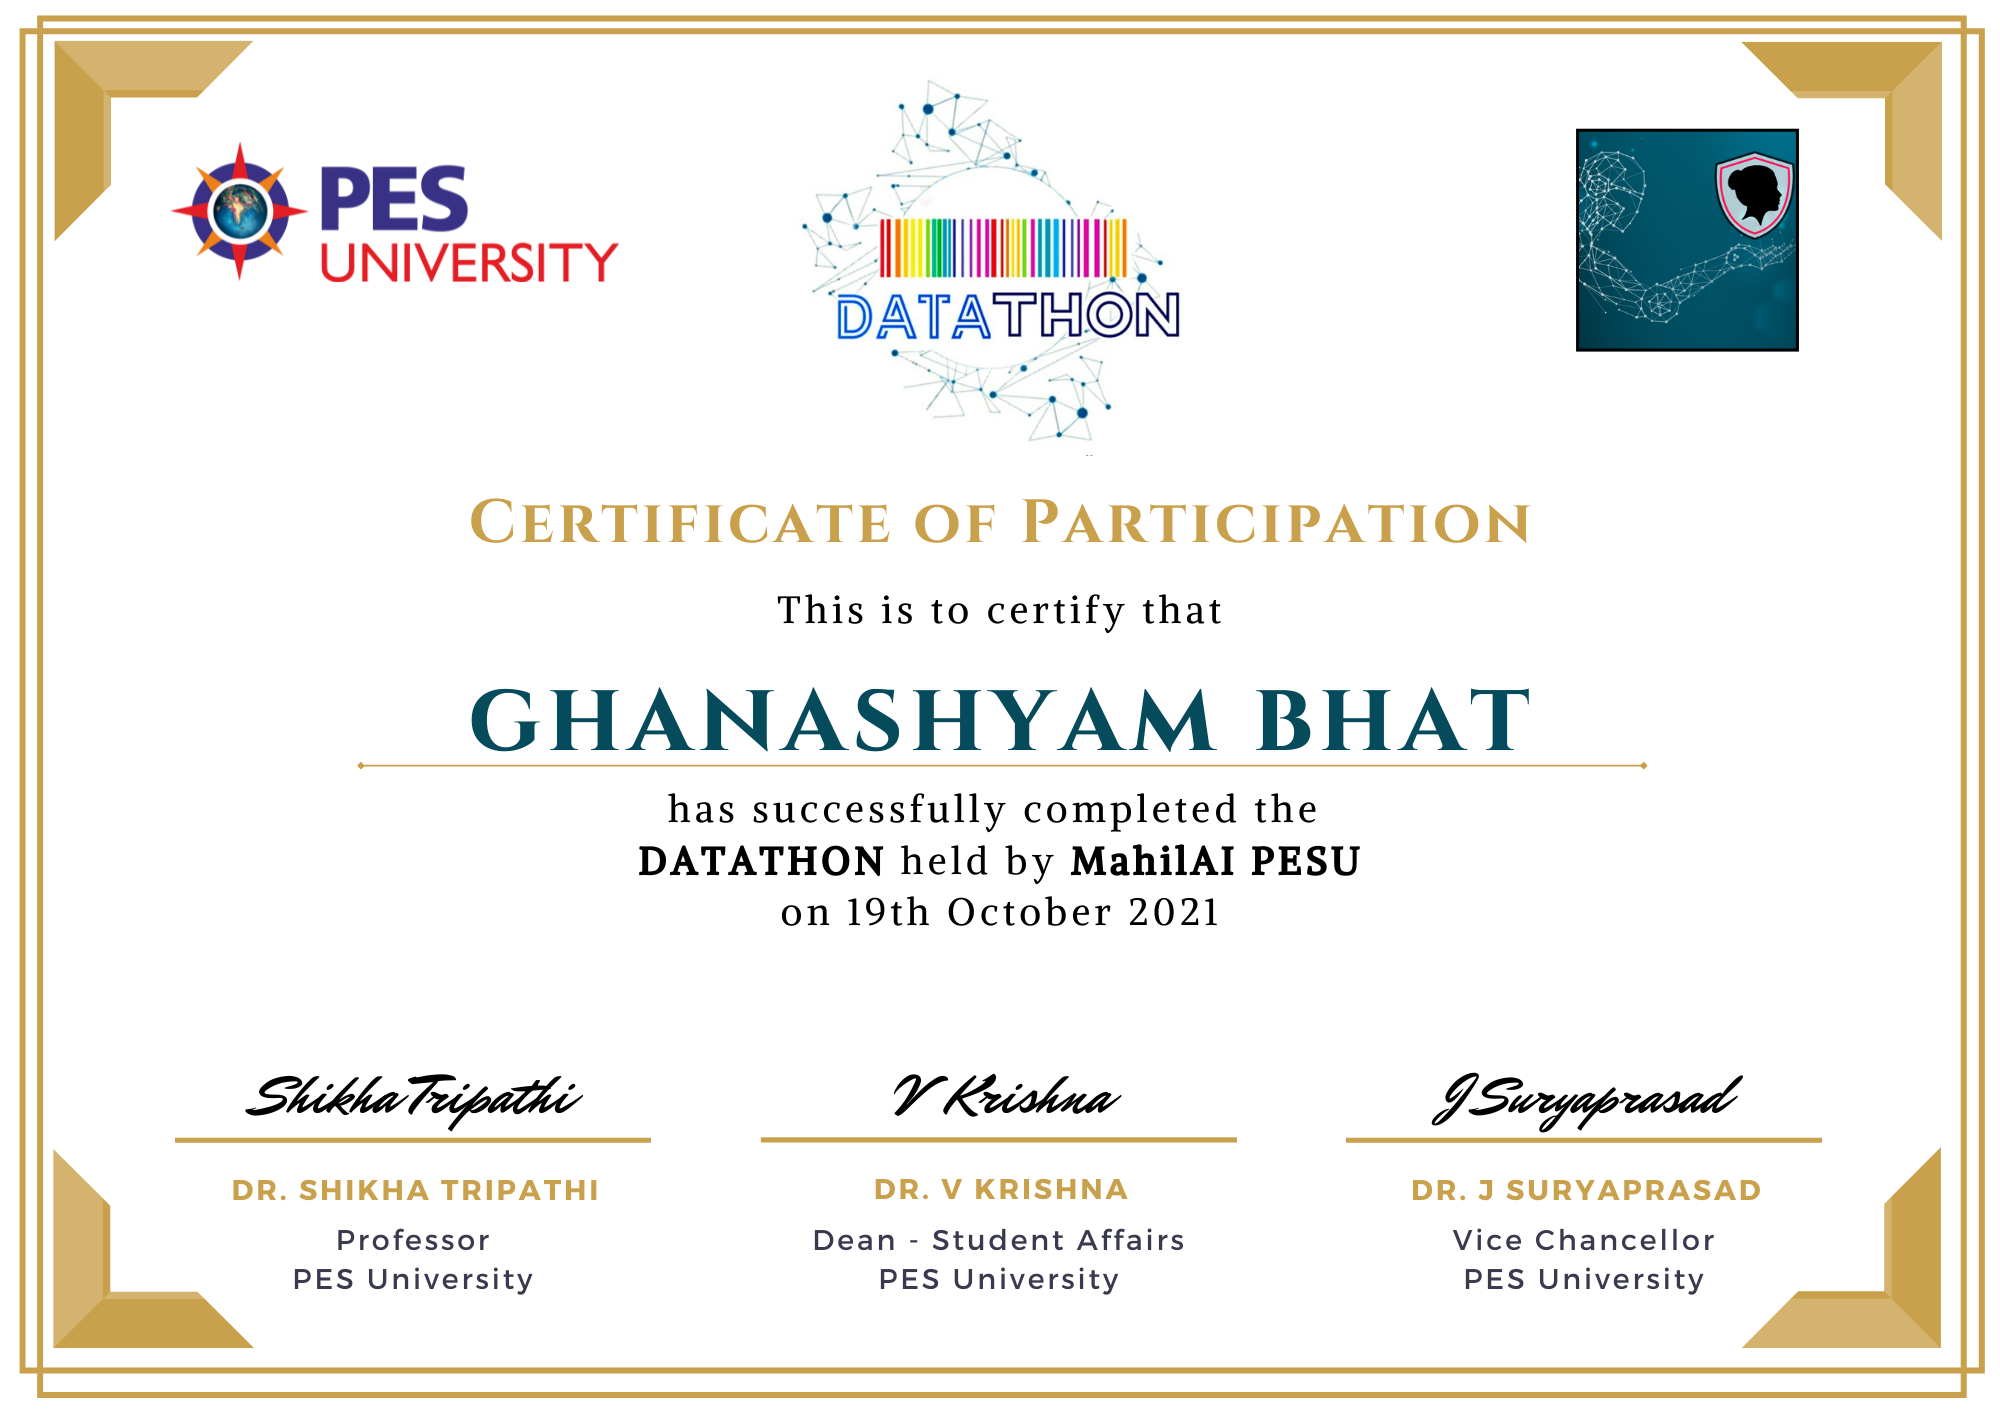 PES
UNIVERSITY
DATATHON
Certificate of Participation
This is to certify that
GHANASHYAM BHAT
has successfully completed the
DATATHON held by MahilAI PESU
on 19th October 2021
Shikha Tripathi
V Krishna
J Suryaprasad
DR. SHIKHA TRIPATHI
Professor
PES University
DR. V KRISHNA
Dean - Student Affairs
PES University
DR. J SURYAPRASAD
Vice Chancellor
PES University